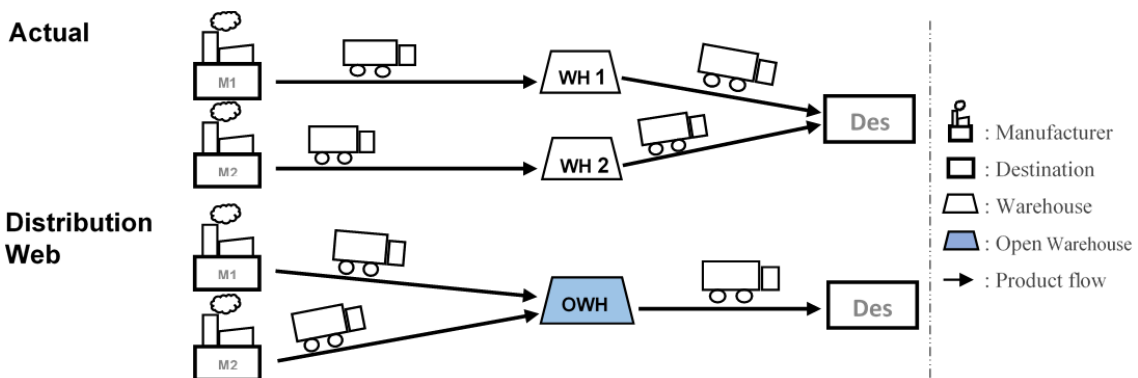 Actual
M1
WH 1
M2
WH 2
Des
Distribution
Web
M1
OWH
M2
Des
: Manufacturer
: Destination
: Warehouse
: Open Warehouse
: Product flow